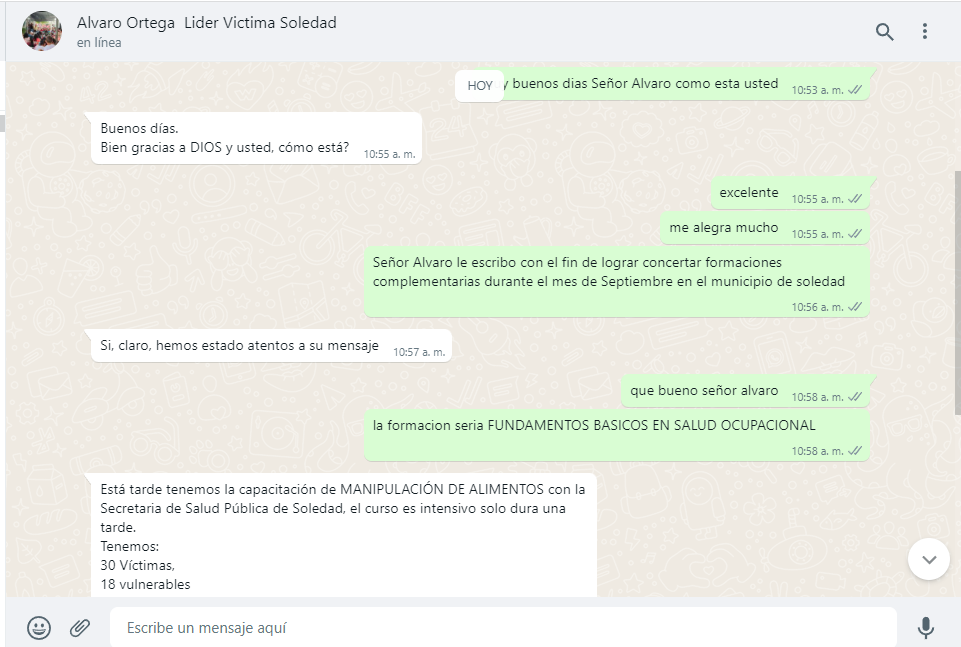 Alvaro Ortega Lider Victima Soledad
en línea
HOY
y buenos dias Señor Alvaro como esta usted
10:53 a. m.
Buenos días.
Bien gracias a DIOS y usted, cómo está?
10:55 a. m.
excelente
10:55 a. m.
me alegra mucho
10:55 a. m.
Señor Alvaro le escribo con el fin de lograr concertar formaciones
complementarias durante el mes de Septiembre en el municipio de soledad
10:56 a. m.
Si, claro, hemos estado atentos a su mensaje
10:57 a. m.
que bueno señor alvaro
10:58 a. m.
la formacion seria FUNDAMENTOS BASICOS EN SALUD OCUPACIONAL
10:58 a. m.
Está tarde tenemos la capacitación de MANIPULACIÓN DE ALIMENTOS con la
Secretaria de Salud Pública de Soledad, el curso es intensivo solo dura una
tarde.
Tenemos:
30 Víctimas,
18 vulnerables
Escribe un mensaje aquí